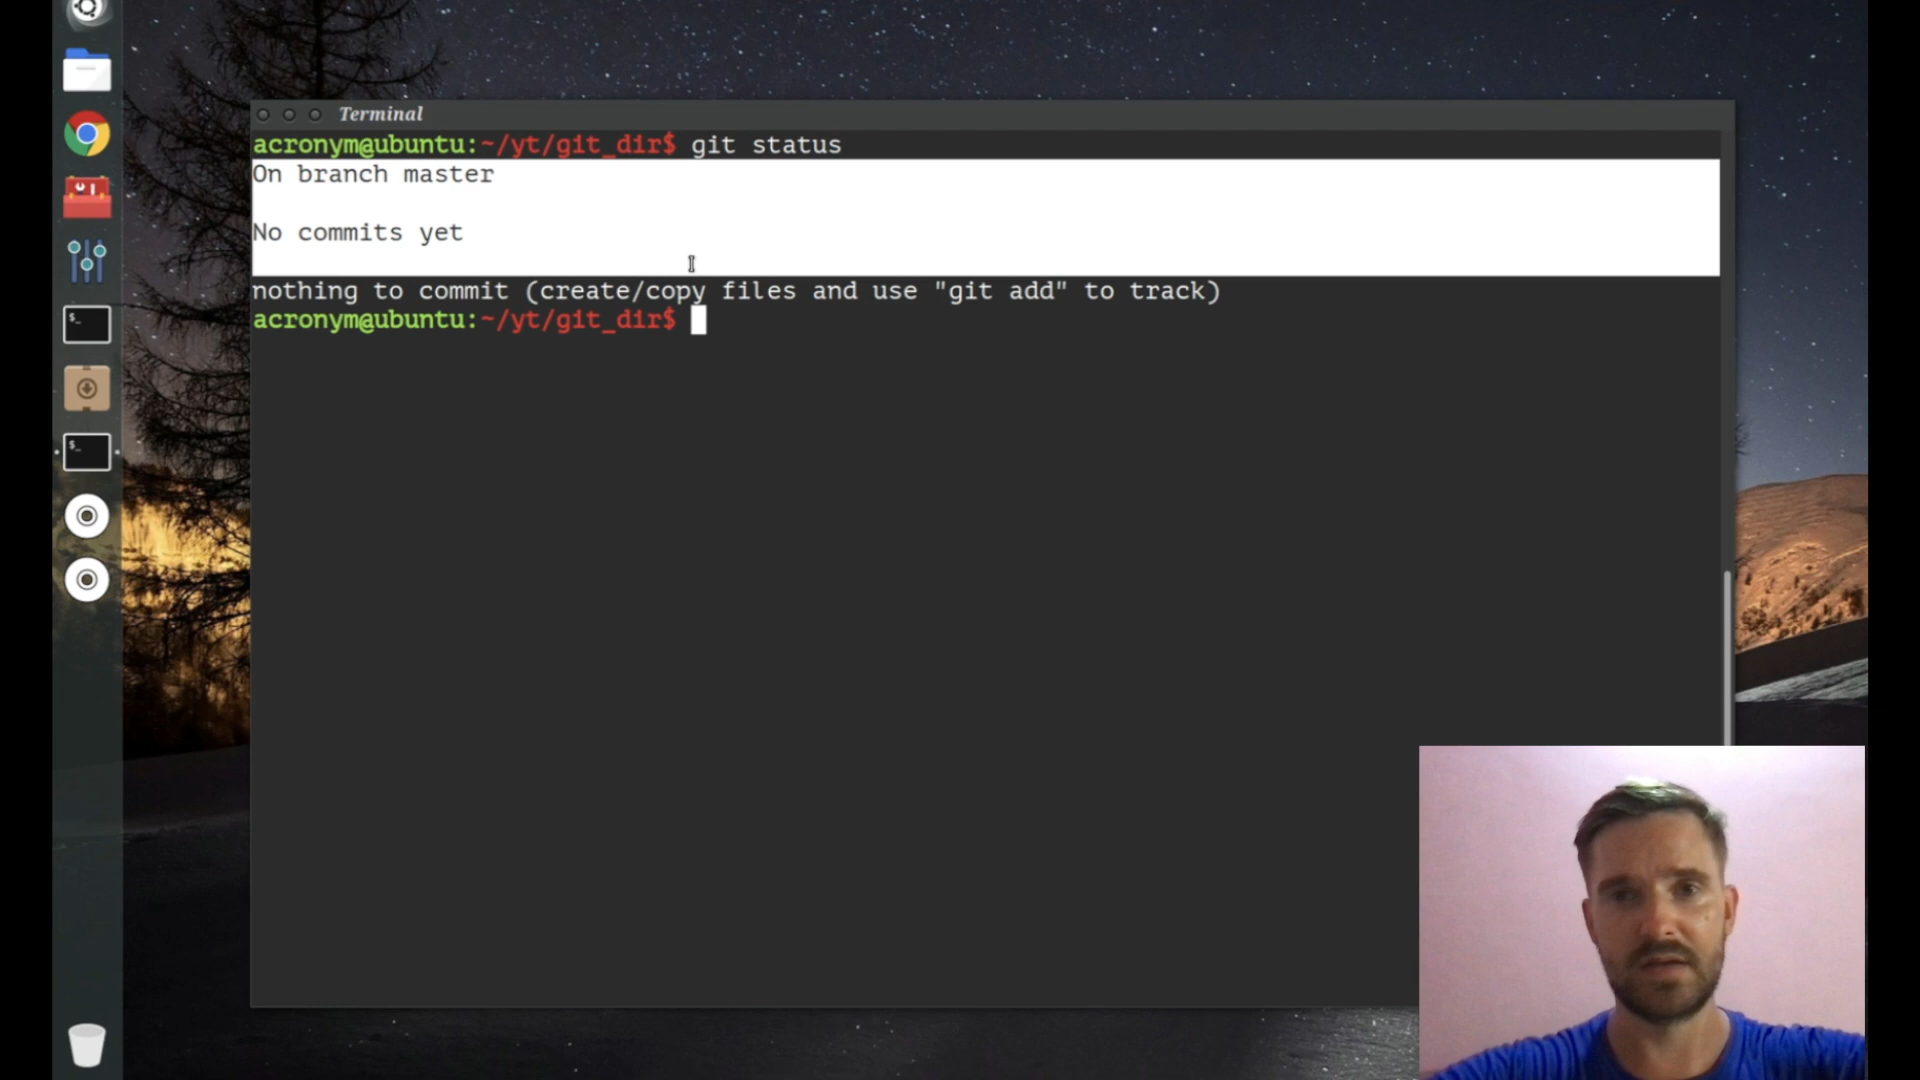 Terminal
acronym@ubuntu:~/yt/git_dir$ git status
On branch master
No commits yet
nothing to commit (create/copy files and use "git add" to track)
acronym@ubuntu:~/yt/git_dir$
$_
$_